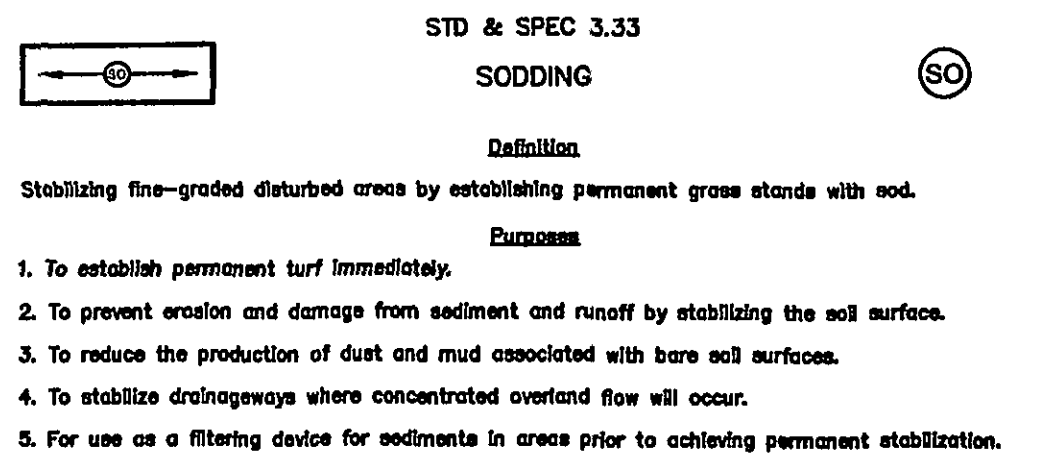 STD & SPEC 3.33
SO
SODDING
SO
Definition
Stabilizing fine-graded disturbed areas by establishing permanent grass stands with sod.
Purposes
1. To establish permanent turf immediately.
2. To prevent erosion and damage from sediment and runoff by stabilizing the soil surface.
3. To reduce the production of dust and mud associated with bare soil surfaces.
4. To stabilize drainageways where concentrated overland flow will occur.
5. For use as a filtering device for sediments in areas prior to achieving permanent stabilization.